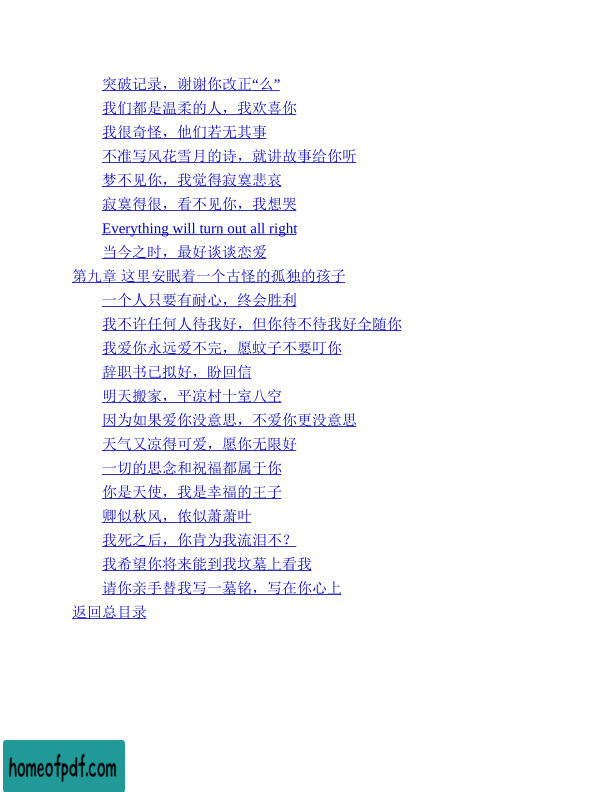 突破记录，谢谢你改正“么”
我们都是温柔的人，我欢喜你
我很奇怪，他们若无其事
不准写风花雪月的诗，就讲故事给你听
梦不见你，我觉得寂寞悲哀
寂寞得很，看不见你，我想哭
Everything will turn out all right
当今之时，最好谈谈恋爱
第九章 这里安眠着一个古怪的孤独的孩子
一个人只要有耐心，终会胜利
我不许任何人待我好，但你待不待我好全随你
我爱你永远爱不完，愿蚊子不要叮你
辞职书已拟好，盼回信
明天搬家，平凉村十室八空
因为如果爱你没意思，不爱你更没意思
天气又凉得可爱，愿你无限好
一切的思念和祝福都属于你
你是天使，我是幸福的王子
卿似秋风，侬似萧萧叶
我死之后，你肯为我流泪不？
我希望你将来能到我坟墓上看我
请你亲手替我写一墓铭，写在你心上
返回总目录
homeofpdf.com